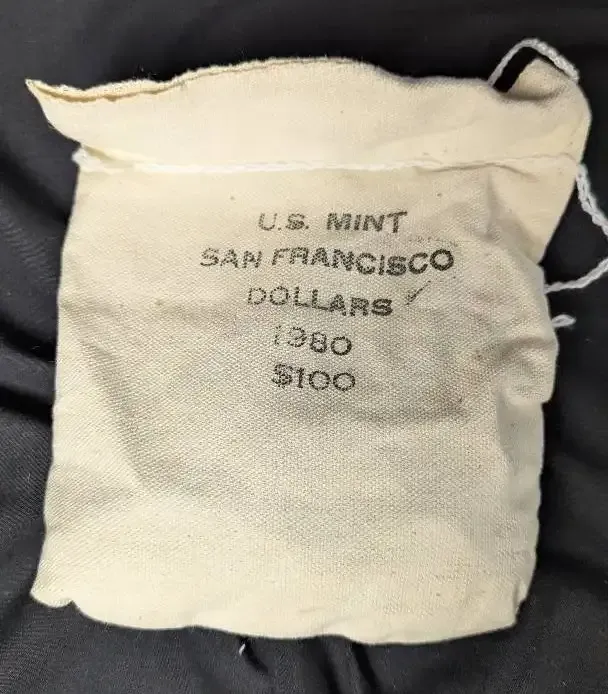 U.S. MINT
SAN FRANCISCO
DOLLARS
1980
$100